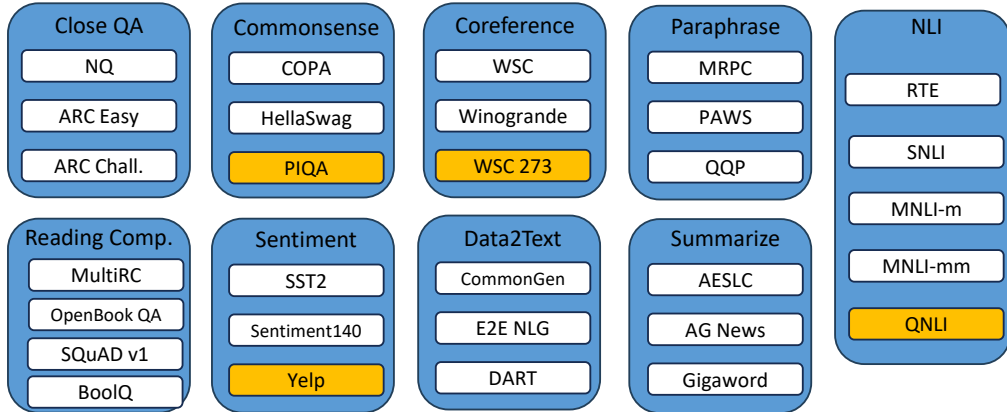 Close QA
NQ
ARC Easy
ARC Chall.
Commonsense
COPA
HellaSwag
PIQA
Coreference
WSC
Winogrande
WSC 273
Paraphrase
MRPC
PAWS
QQP
NLI
RTE
SNLI
MNLI-m
MNLI-mm
QNLI
Reading Comp.
MultiRC
OpenBook QA
SQuAD v1
BoolQ
Sentiment
SST2
Sentiment140
Yelp
Data2Text
CommonGen
E2E NLG
DART
Summarize
AESLC
AG News
Gigaword